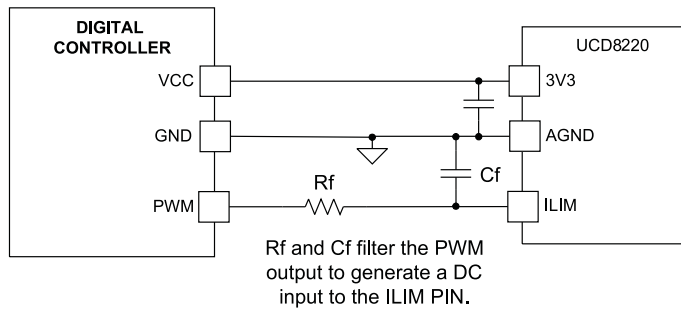 DIGITAL
CONTROLLER
UCD8220
VCC
3V3
GND
AGND
Cf
Rf
PWM
ILIM
Rf and Cf filter the PWM
output to generate a DC
input to the ILIM PIN.